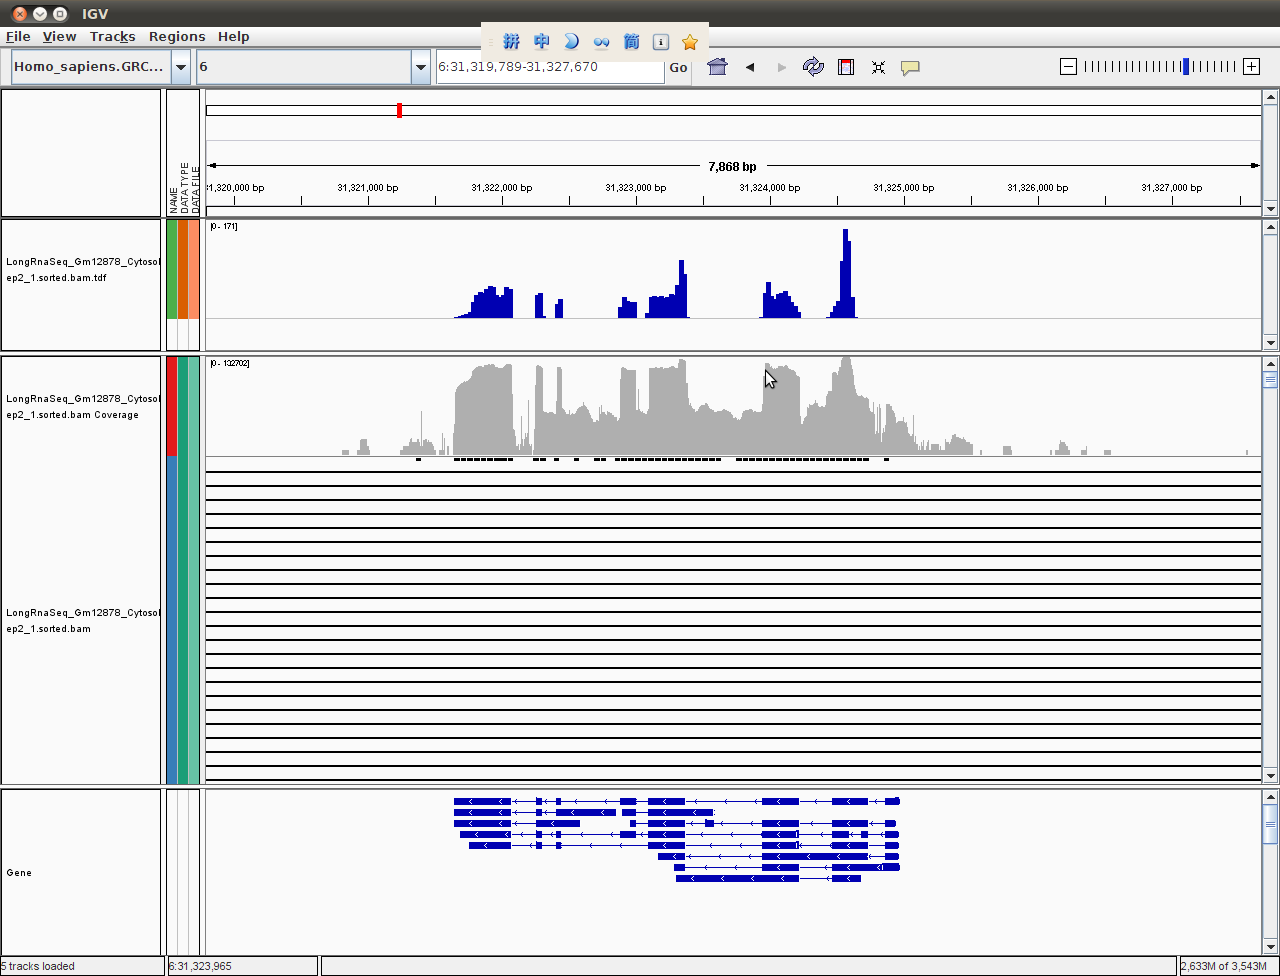 IGV
File View Tracks Regions Help
拼 中 简 i
Homo_sapiens.GRC... 6 6:31,319,789-31,327,670 Go
NAME
DATA TYPE
DATA FILE
7,868 bp
31,320,000 bp 31,321,000 bp 31,322,000 bp 31,323,000 bp 31,324,000 bp 31,325,000 bp 31,326,000 bp 31,327,000 bp
[0 - 171]
LongRnaSeq_Gm12878_Cytosol
ep2_1.sorted.bam.tdf
[0 - 132702]
LongRnaSeq_Gm12878_Cytosol
ep2_1.sorted.bam Coverage
LongRnaSeq_Gm12878_Cytosol
ep2_1.sorted.bam
Gene
5 tracks loaded 6:31,323,965 2,633M of 3,543M